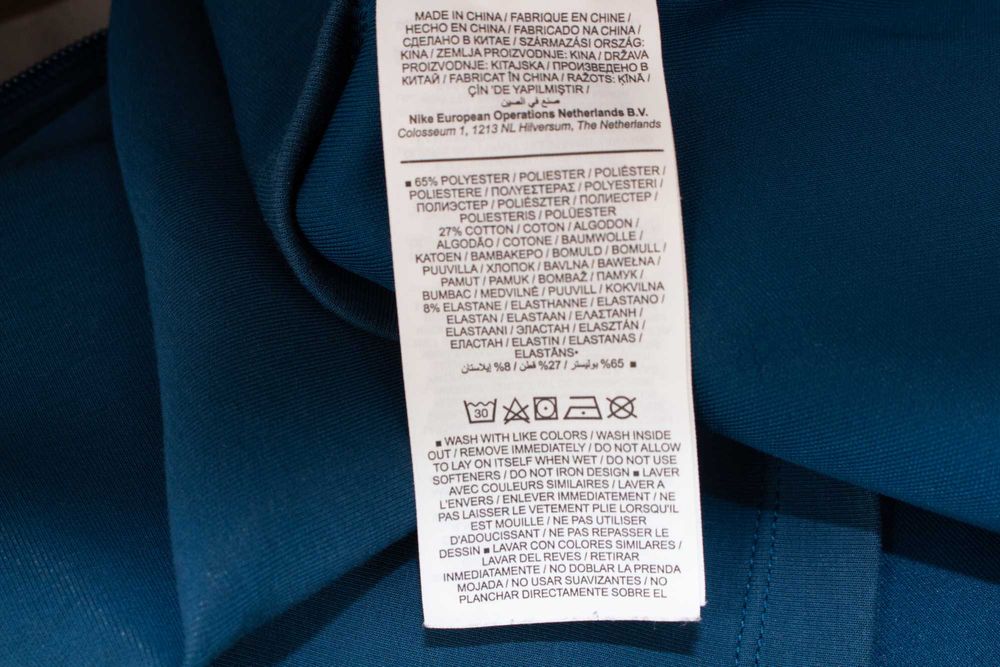 MADE IN CHINA / FABRIQUE EN CHINE /
HECHO EN CHINA / FABRICADO NA CHINA /
СДЕЛАНО В КИТАЕ / SZÁRMAZÁSI ORSZÁG:
KÍNA / ZEMLJA PROIZVODNJE: KINA / DRŽAVA
PROIZVODNJE: KITAJSKA / ПРОИЗВЕДЕНО В
КИТАЙ / FABRICAT ÎN CHINA / RAŽOTS: ĶĪNĀ /
ÇİN 'DE YAPILMIŞTIR /
صنع في الصين
Nike European Operations Netherlands B.V.
Colosseum 1, 1213 NL Hilversum, The Netherlands
■ 65% POLYESTER / POLIESTER / POLIÉSTER /
POLIESTERE / ΠΟΛΥΕΣΤΕΡΑΣ / POLYESTERI /
ПОЛИЭСТЕР / POLIÉSZTER / ПОЛИЕСТЕР /
POLIESTERIS / POLÜESTER
27% COTTON / COTON / ALGODON /
ALGODÃO / COTONE / BAUMWOLLE /
KATOEN / ΒΑΜΒΑΚΕΡΟ / BOMULD / BOMULL /
PUUVILLA / ХЛОПОК / BAVLNA / BAWEŁNA /
PAMUT / PAMUK / BOMBAŽ / ПАМУК /
BUMBAC / MEDVILNĖ / PUUVILL / KOKVILNA
8% ELASTANE / ELASTHANNE / ELASTANO /
ELASTAN / ELASTAAN / ΕΛΑΣΤΑΝΗ /
ELASTAANI / ЭЛАСТАН / ELASZTÁN /
ЕЛАСТАН / ELASTIN / ELASTANAS /
ELASTĀNS•
■ 65% بوليستر / 27% قطن / 8% إيلاستان
30
■ WASH WITH LIKE COLORS / WASH INSIDE
OUT / REMOVE IMMEDIATELY / DO NOT ALLOW
TO LAY ON ITSELF WHEN WET / DO NOT USE
SOFTENERS / DO NOT IRON DESIGN ■ LAVER
AVEC COULEURS SIMILAIRES / LAVER A
L'ENVERS / ENLEVER IMMEDIATEMENT / NE
PAS LAISSER LE VETEMENT PLIE LORSQU'IL
EST MOUILLE / NE PAS UTILISER
D'ADOUCISSANT / NE PAS REPASSER LE
DESSIN ■ LAVAR CON COLORES SIMILARES /
LAVAR DEL REVES / RETIRAR
INMEDIATAMENTE / NO DOBLAR LA PRENDA
MOJADA / NO USAR SUAVIZANTES / NO
PLANCHAR DIRECTAMENTE SOBRE EL